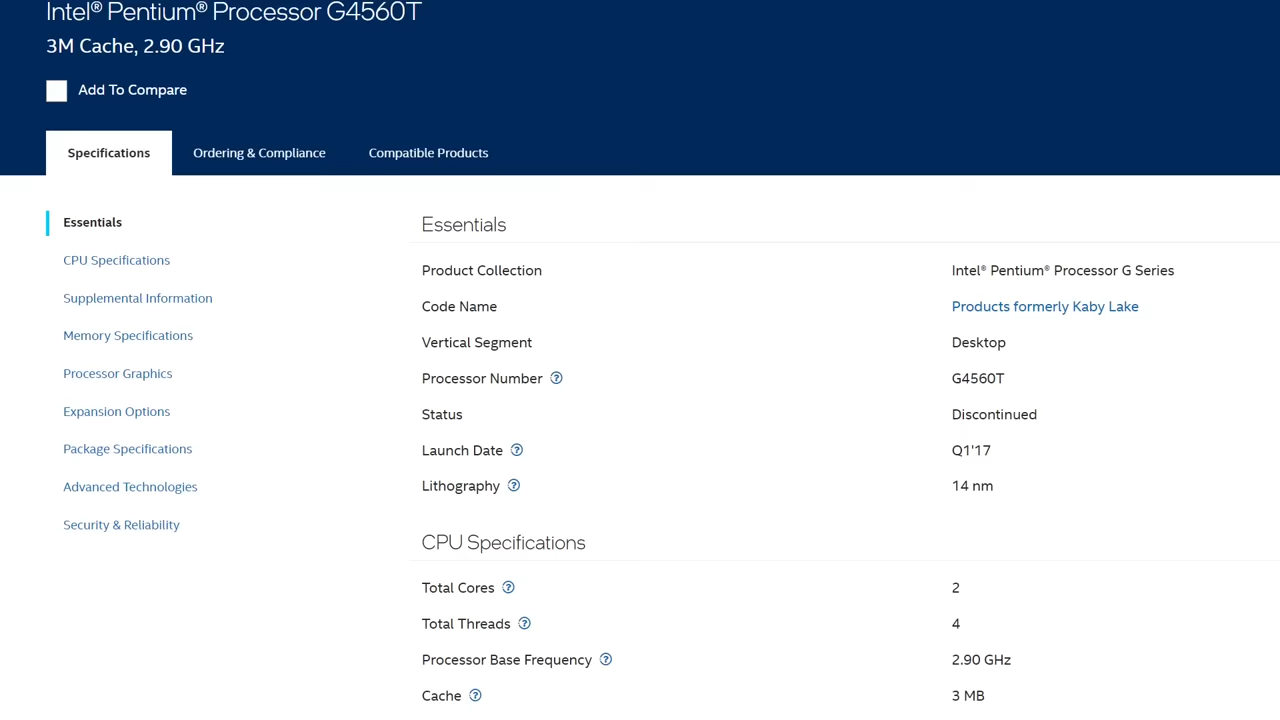 Intel® Pentium® Processor G4560T
3M Cache, 2.90 GHz
Add To Compare
Specifications
Ordering & Compliance
Compatible Products
Essentials
CPU Specifications
Supplemental Information
Memory Specifications
Processor Graphics
Expansion Options
Package Specifications
Advanced Technologies
Security & Reliability
Essentials
Product Collection Intel® Pentium® Processor G Series
Code Name Products formerly Kaby Lake
Vertical Segment Desktop
Processor Number ? G4560T
Status Discontinued
Launch Date ? Q1'17
Lithography ? 14 nm
CPU Specifications
Total Cores ? 2
Total Threads ? 4
Processor Base Frequency ? 2.90 GHz
Cache ? 3 MB